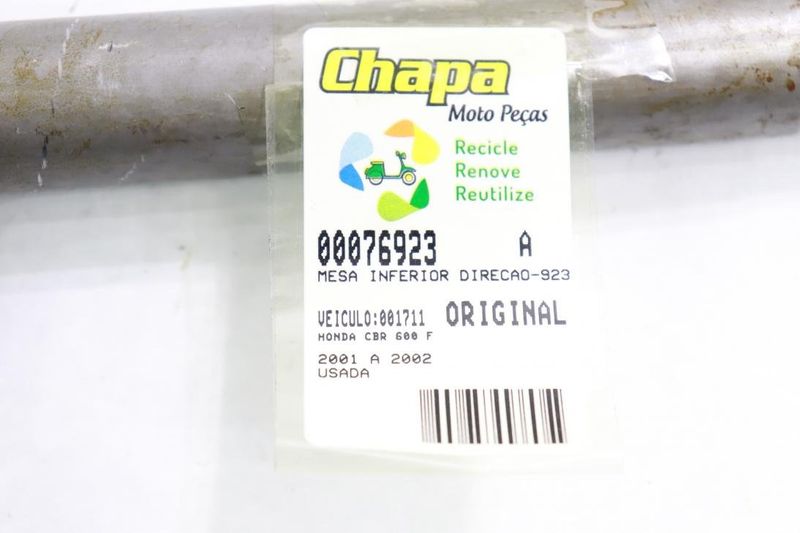 Chapa
Moto Peças
Recicle
Renove
Reutilize
00076923 A
MESA INFERIOR DIRECAO-923
VEICULO:001711 ORIGINAL
HONDA CBR 600 F
2001 A 2002
USADA